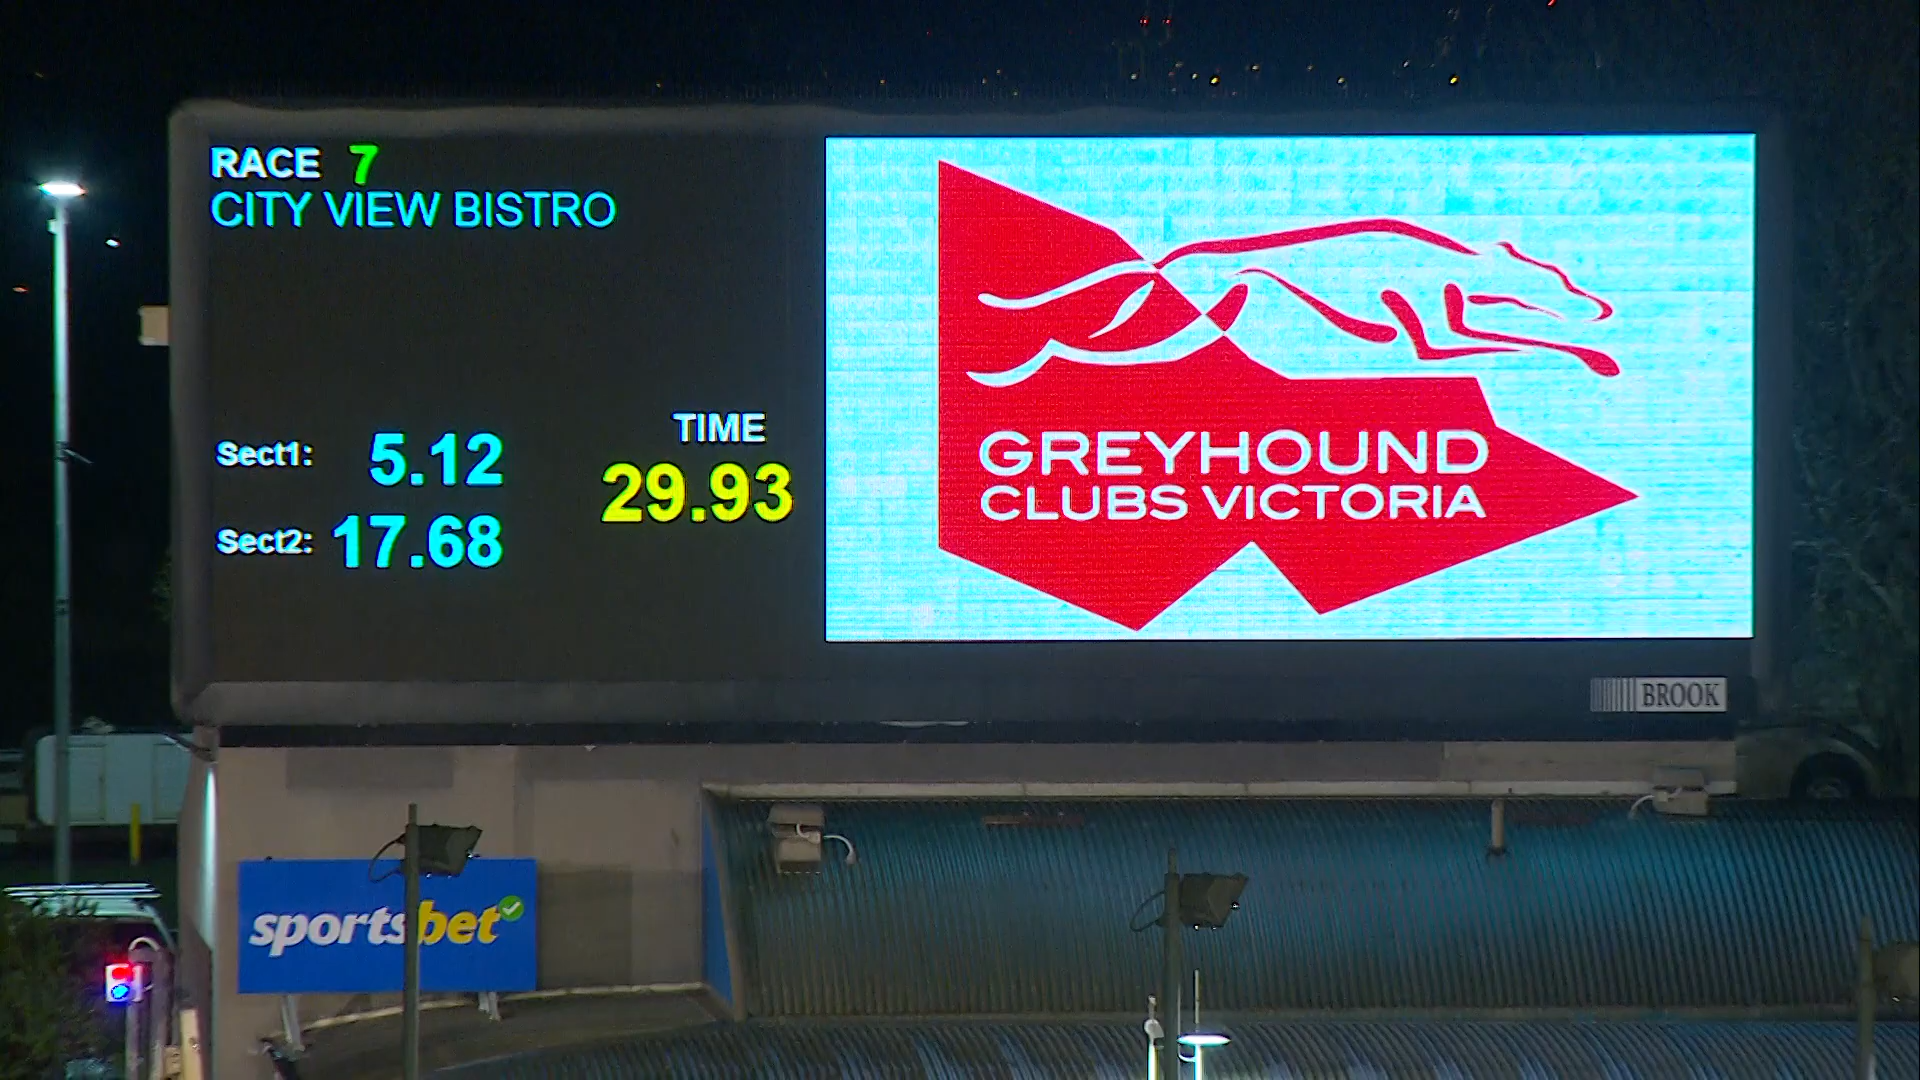 RACE 7
CITY VIEW BISTRO
Sect1: 5.12
Sect2: 17.68
TIME
29.93
GREYHOUND
CLUBS VICTORIA
BROOK
sportsbet